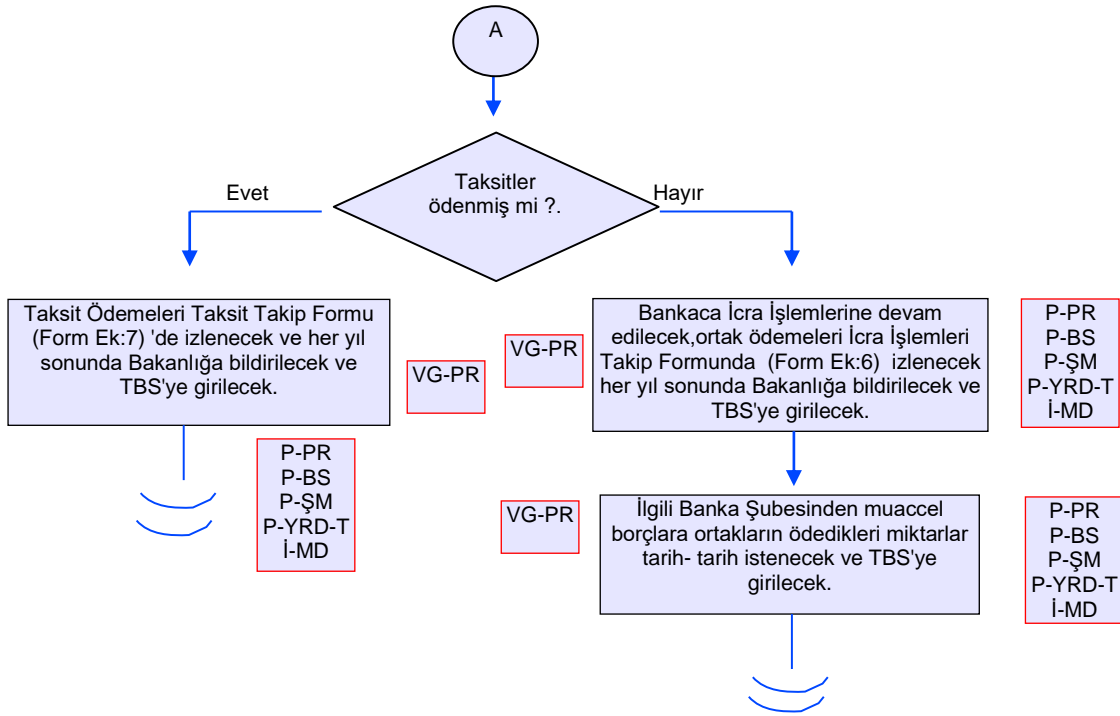 A
Taksitler
ödenmiş mi ?.
Evet
Hayır
Taksit Ödemeleri Taksit Takip Formu
(Form Ek:7) 'de izlenecek ve her yıl
sonunda Bakanlığa bildirilecek ve
TBS'ye girilecek.
VG-PR
P-PR
P-BS
P-ŞM
P-YRD-T
İ-MD
VG-PR
Bankaca İcra İşlemlerine devam
edilecek,ortak ödemeleri İcra İşlemleri
Takip Formunda (Form Ek:6) izlenecek
her yıl sonunda Bakanlığa bildirilecek ve
TBS'ye girilecek.
P-PR
P-BS
P-ŞM
P-YRD-T
İ-MD
VG-PR
İlgili Banka Şubesinden muaccel
borçlara ortakların ödedikleri miktarlar
tarih- tarih istenecek ve TBS'ye
girilecek.
P-PR
P-BS
P-ŞM
P-YRD-T
İ-MD